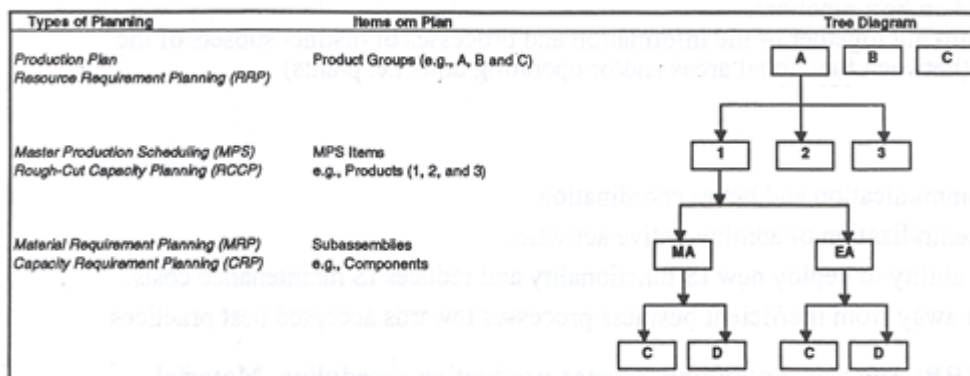 Types of Planning Items om Plan Tree Diagram
Production Plan Product Groups (e.g., A, B and C) A B C
Resource Requirement Planning (RRP)
Master Production Scheduling (MPS) MPS Items 1 2 3
Rough-Cut Capacity Planning (RCCP) e.g., Products (1, 2, and 3)
Material Requirement Planning (MRP) Subassemblies MA EA
Capacity Requirement Planning (CRP) e.g., Components
C D C D